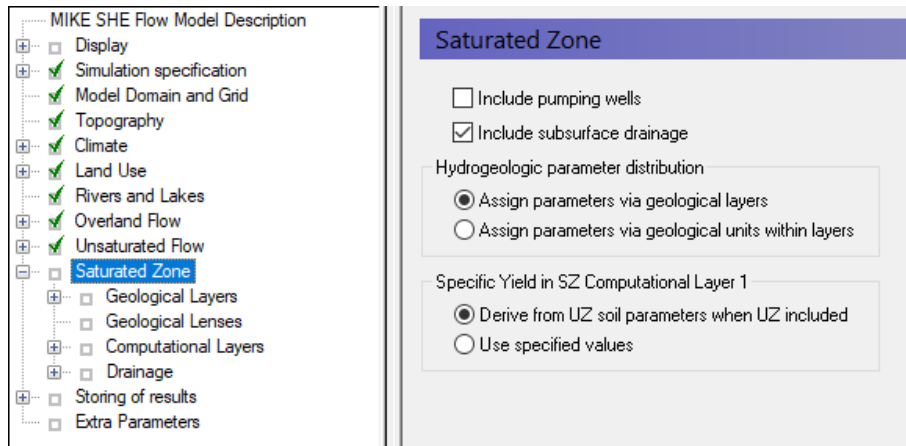 MIKE SHE Flow Model Description
Display
Simulation specification
Model Domain and Grid
Topography
Climate
Land Use
Rivers and Lakes
Overland Flow
Unsaturated Flow
Saturated Zone
Geological Layers
Geological Lenses
Computational Layers
Drainage
Storing of results
Extra Parameters
Saturated Zone
Include pumping wells
Include subsurface drainage
Hydrogeologic parameter distribution
Assign parameters via geological layers
Assign parameters via geological units within layers
Specific Yield in SZ Computational Layer 1
Derive from UZ soil parameters when UZ included
Use specified values